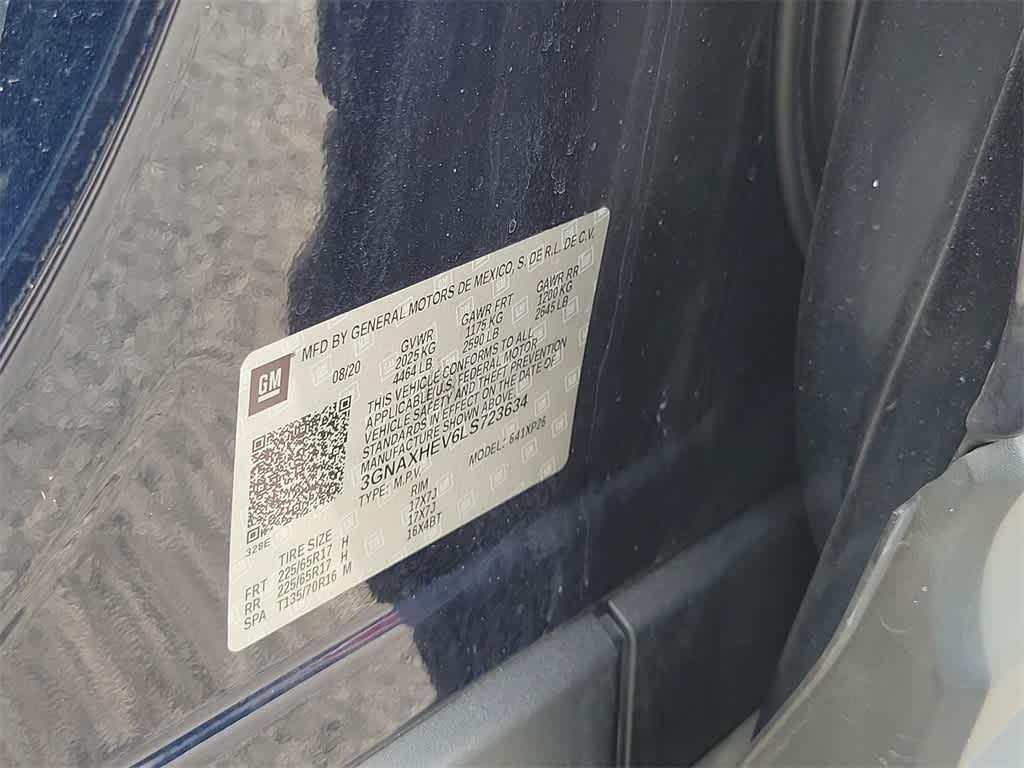 GM
MFD BY GENERAL MOTORS DE MEXICO, S. DE R.L. DE C.V.
08/20 GVWR GAWR FRT GAWR RR
2025 KG 1175 KG 1200 KG
4464 LB 2590 LB 2645 LB
THIS VEHICLE CONFORMS TO ALL
APPLICABLE U.S. FEDERAL MOTOR
VEHICLE SAFETY AND THEFT PREVENTION
STANDARDS IN EFFECT ON THE DATE OF
MANUFACTURE SHOWN ABOVE.
3GNAXHEV6LS723634
TYPE: M.P.V. MODEL: 641XP26
328E
TIRE SIZE RIM
FRT 225/65R17 H 17X7J
RR 225/65R17 H 17X7J
SPA T135/70R16 M 16X4BT